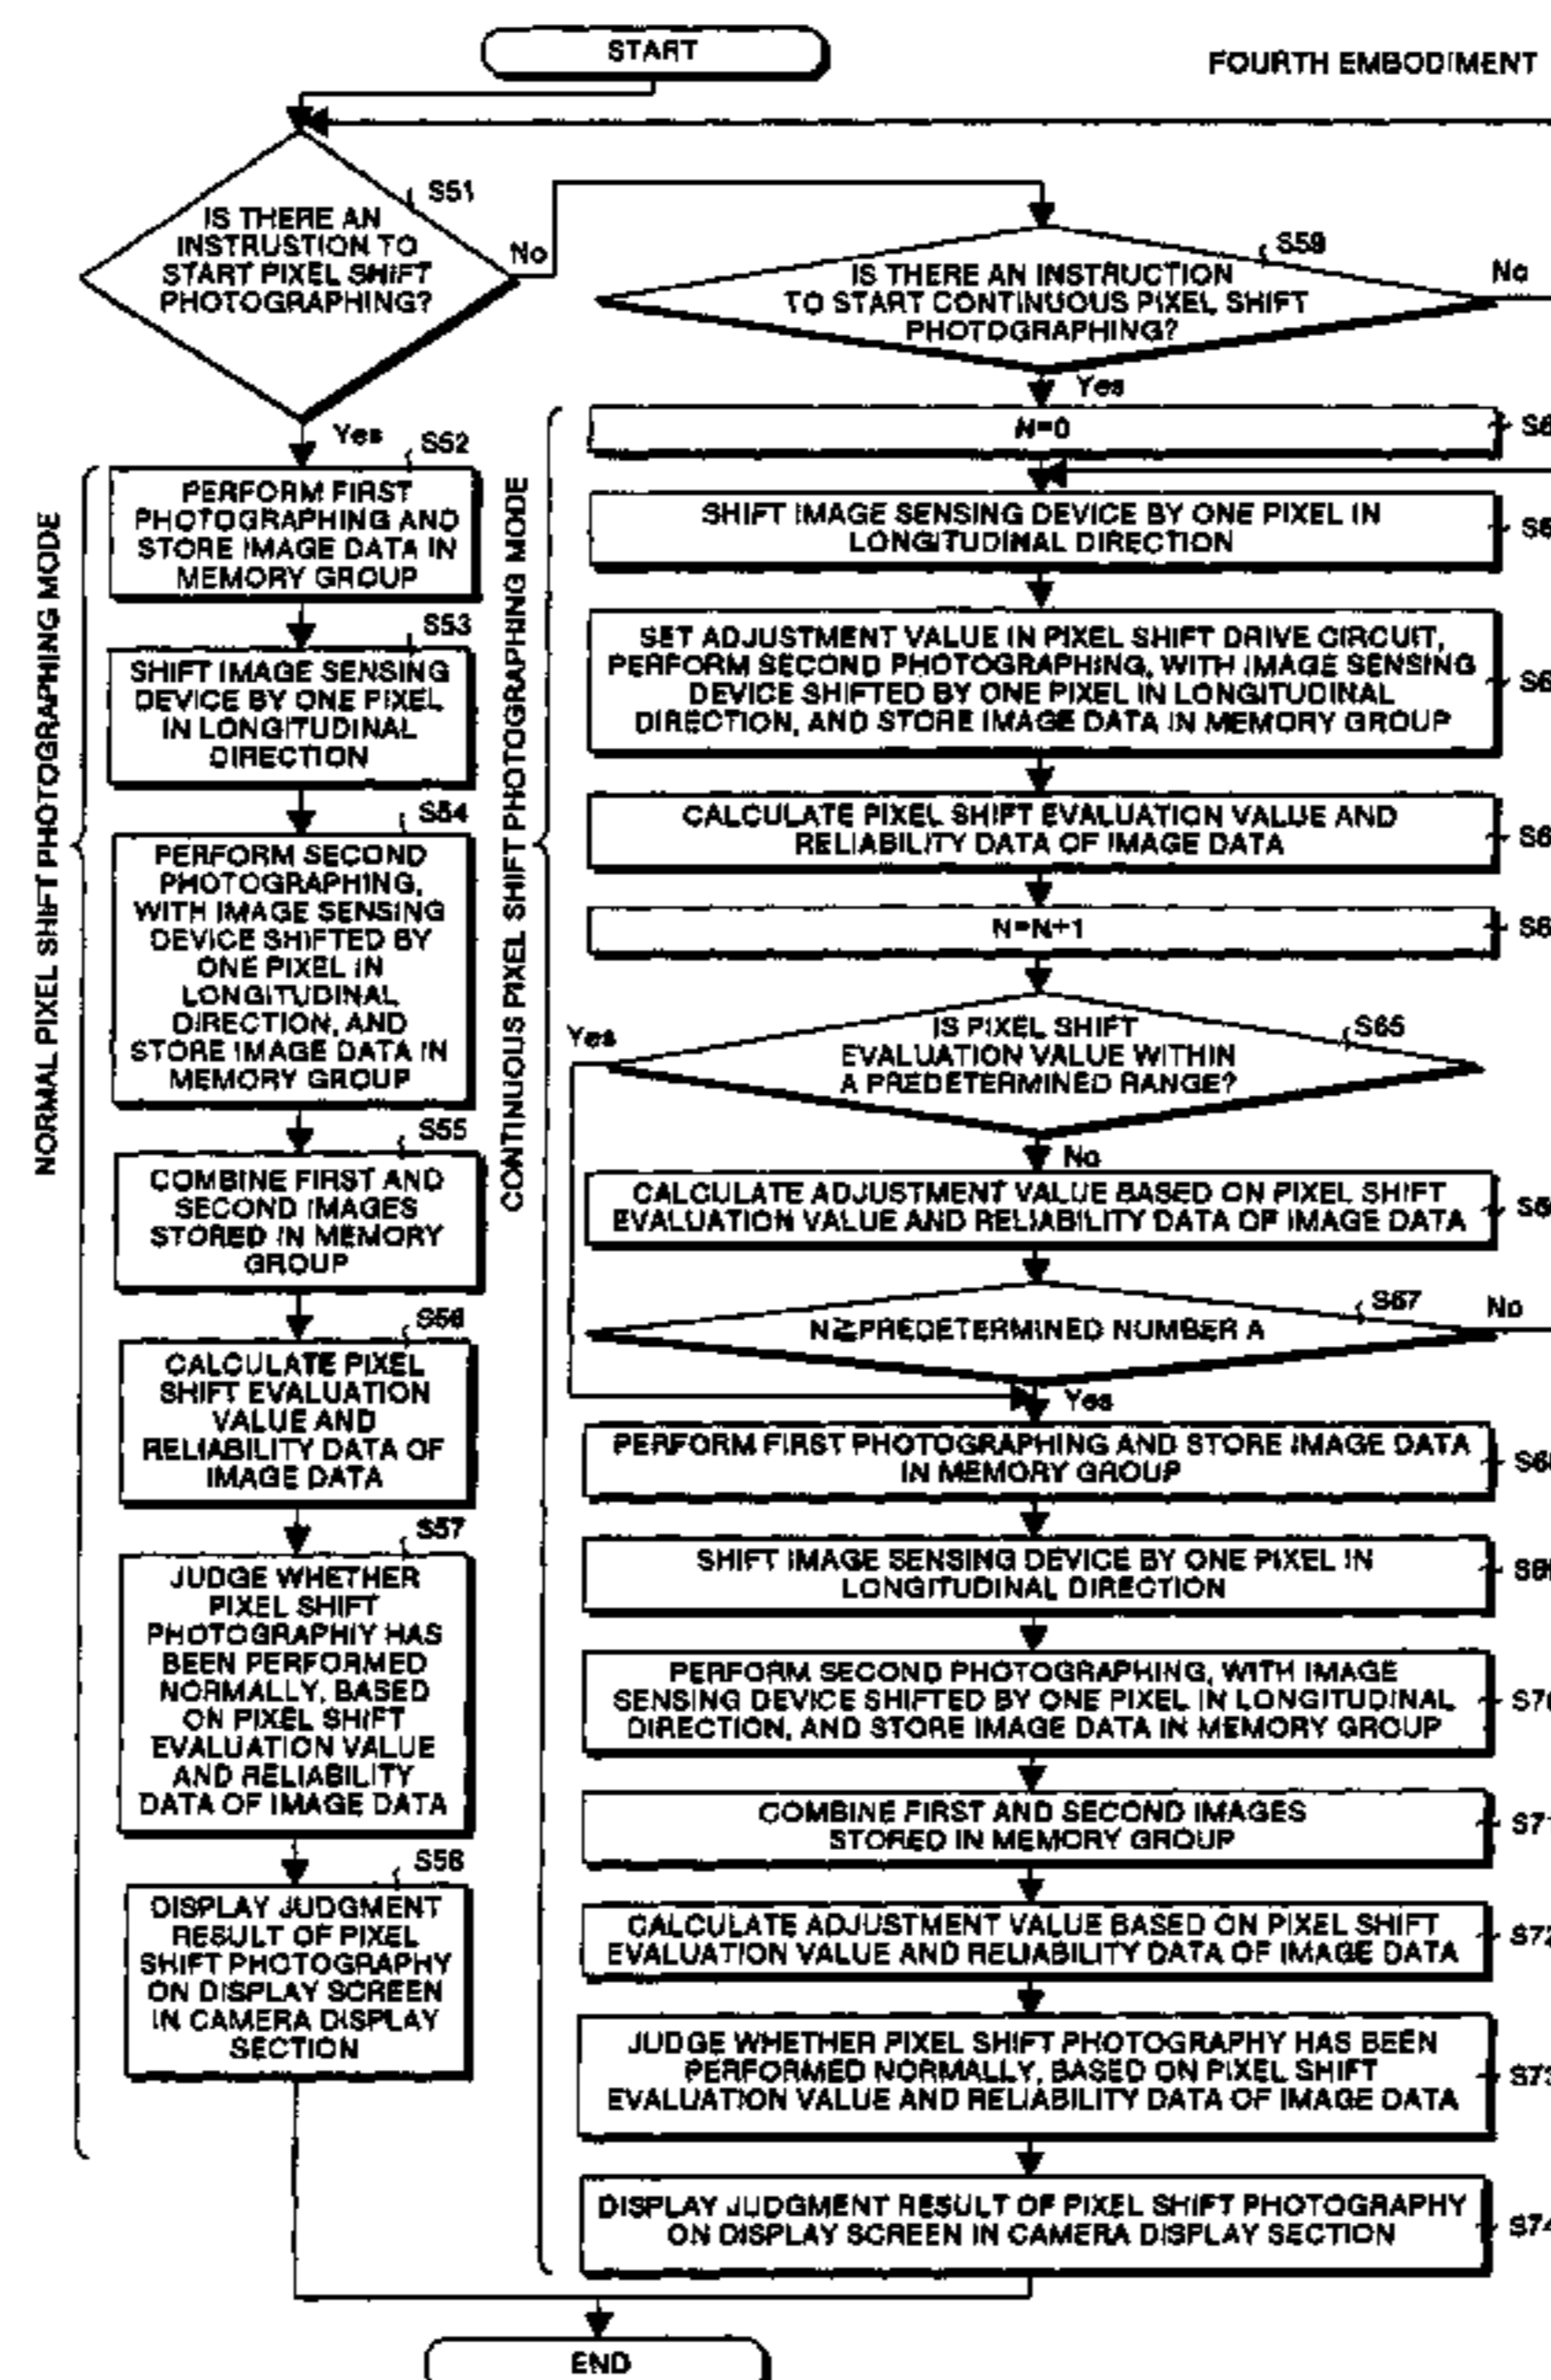 START
FOURTH EMBODIMENT
S51
IS THERE AN
INSTRUSTION TO
START PIXEL SHIFT
PHOTOGRAPHING?
No
Yes
NORMAL PIXEL SHIFT PHOTOGRAPHING MODE
S52
PERFORM FIRST
PHOTOGRAPHING AND
STORE IMAGE DATA IN
MEMORY GROUP
S53
SHIFT IMAGE SENSING
DEVICE BY ONE PIXEL
IN LONGITUDINAL
DIRECTION
S54
PERFORM SECOND
PHOTOGRAPHING,
WITH IMAGE SENSING
DEVICE SHIFTED BY
ONE PIXEL IN
LONGITUDINAL
DIRECTION, AND
STORE IMAGE DATA IN
MEMORY GROUP
S55
COMBINE FIRST AND
SECOND IMAGES
STORED IN MEMORY
GROUP
S56
CALCULATE PIXEL
SHIFT EVALUATION
VALUE AND
RELIABILITY DATA OF
IMAGE DATA
S57
JUDGE WHETHER
PIXEL SHIFT
PHOTOGRAPHIY HAS
BEEN PERFORMED
NORMALLY, BASED
ON PIXEL SHIFT
EVALUATION VALUE
AND RELIABILITY
DATA OF IMAGE DATA
S58
DISPLAY JUDGMENT
RESULT OF PIXEL
SHIFT PHOTOGRAPHY
ON DISPLAY SCREEN
IN CAMERA DISPLAY
SECTION
S59
IS THERE AN INSTRUCTION
TO START CONTINUOUS PIXEL SHIFT
PHOTOGRAPHING?
No
Yes
CONTINUOUS PIXEL SHIFT PHOTOGRAPHING MODE
N=0
S6
SHIFT IMAGE SENSING DEVICE BY ONE PIXEL IN
LONGITUDINAL DIRECTION
S6
SET ADJUSTMENT VALUE IN PIXEL SHIFT DRIVE CIRCUIT,
PERFORM SECOND PHOTOGRAPHING, WITH IMAGE SENSING
DEVICE SHIFTED BY ONE PIXEL IN LONGITUDINAL
DIRECTION, AND STORE IMAGE DATA IN MEMORY GROUP
S6
CALCULATE PIXEL SHIFT EVALUATION VALUE AND
RELIABILITY DATA OF IMAGE DATA
S6
N=N+1
S6
S65
IS PIXEL SHIFT
EVALUATION VALUE WITHIN
A PREDETERMINED RANGE?
Yes
No
CALCULATE ADJUSTMENT VALUE BASED ON PIXEL SHIFT
EVALUATION VALUE AND RELIABILITY DATA OF IMAGE DATA
S66
S67
N≧PREDETERMINED NUMBER A
No
Yes
PERFORM FIRST PHOTOGRAPHING AND STORE IMAGE DATA
IN MEMORY GROUP
S68
SHIFT IMAGE SENSING DEVICE BY ONE PIXEL IN
LONGITUDINAL DIRECTION
S69
PERFORM SECOND PHOTOGRAPHING, WITH IMAGE
SENSING DEVICE SHIFTED BY ONE PIXEL IN LONGITUDINAL
DIRECTION, AND STORE IMAGE DATA IN MEMORY GROUP
S70
COMBINE FIRST AND SECOND IMAGES
STORED IN MEMORY GROUP
S71
CALCULATE ADJUSTMENT VALUE BASED ON PIXEL SHIFT
EVALUATION VALUE AND RELIABILITY DATA OF IMAGE DATA
S72
JUDGE WHETHER PIXEL SHIFT PHOTOGRAPHY HAS BEEN
PERFORMED NORMALLY, BASED ON PIXEL SHIFT
EVALUATION VALUE AND RELIABILITY DATA OF IMAGE DATA
S73
DISPLAY JUDGMENT RESULT OF PIXEL SHIFT PHOTOGRAPHY
ON DISPLAY SCREEN IN CAMERA DISPLAY SECTION
S74
END